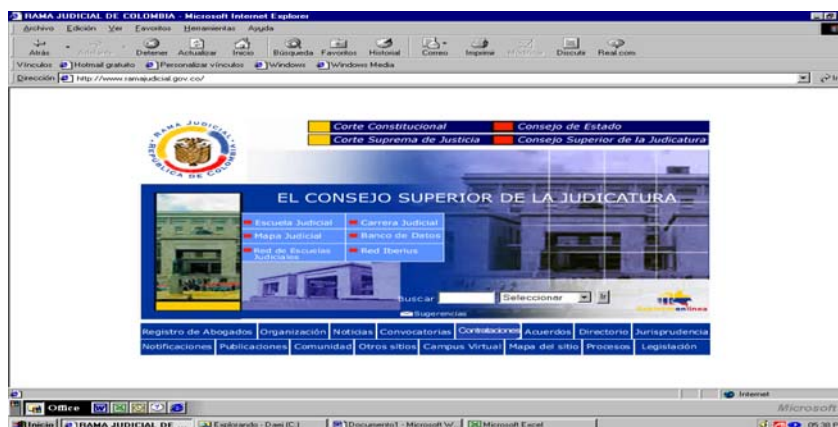 RAMA JUDICIAL DE COLOMBIA - Microsoft Internet Explorer
Archivo Edición Ver Favoritos Herramientas Ayuda
Atrás Adelante Detener Actualizar Inicio Búsqueda Favoritos Historial Correo Imprimir Modificar Discutir Real.com
Vínculos Hotmail gratuito Personalizar vínculos Windows Windows Media
Dirección http://www.ramajudicial.gov.co/
RAMA JUDICIAL
REPÚBLICA DE COLOMBIA
Corte Constitucional Consejo de Estado
Corte Suprema de Justicia Consejo Superior de la Judicatura
EL CONSEJO SUPERIOR DE LA JUDICATURA
Escuela Judicial Carrera Judicial
Mapa Judicial Banco de Datos
Red de Escuelas Judiciales Red Iberius
Buscar Seleccionar Ir
Sugerencias
Registro de Abogados Organización Noticias Convocatorias Contrataciones Acuerdos Directorio Jurisprudencia
Notificaciones Publicaciones Comunidad Otros sitios Campus Virtual Mapa del sitio Procesos Legislación
Internet
Office Microsoft
Inicio RAMA JUDICIAL DE ... Explorando - Daei (C:) Documento1 - Microsoft W... Microsoft Excel 05:30